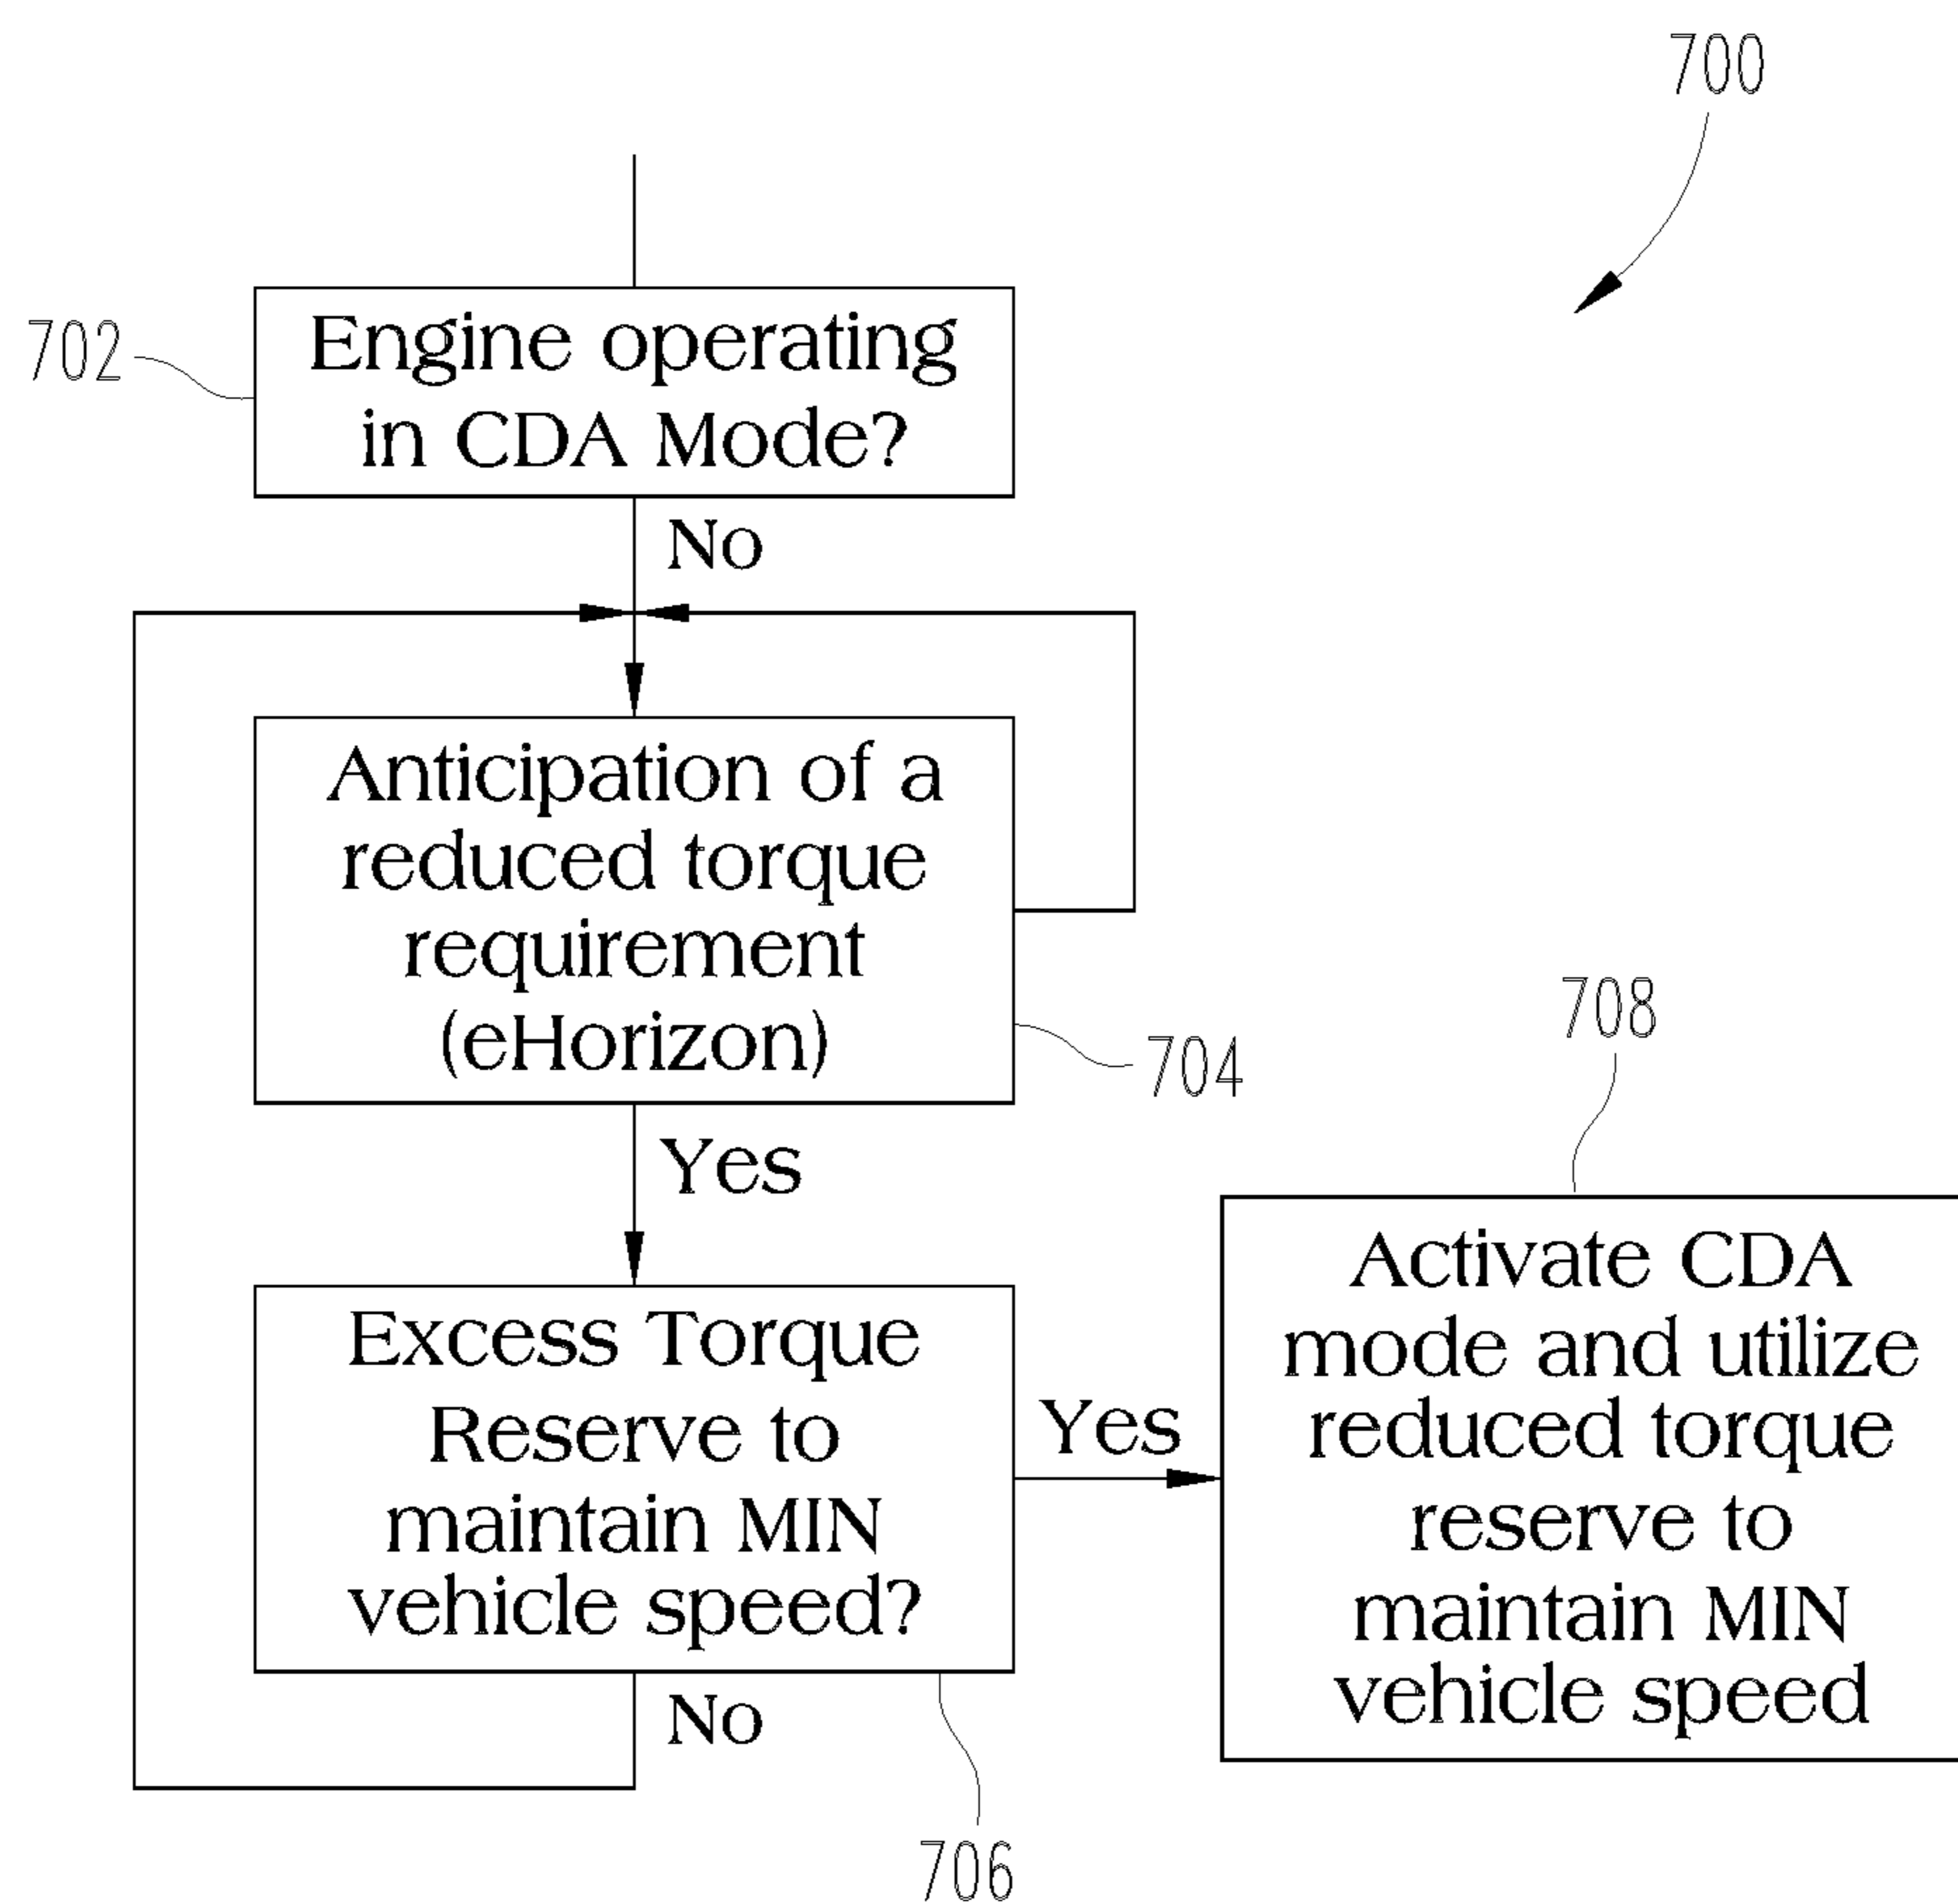 700
702
Engine operating
in CDA Mode?
No
Anticipation of a
reduced torque
requirement
(eHorizon)
704
Yes
Excess Torque
Reserve to
maintain MIN
vehicle speed?
706
No
Yes
708
Activate CDA
mode and utilize
reduced torque
reserve to
maintain MIN
vehicle speed